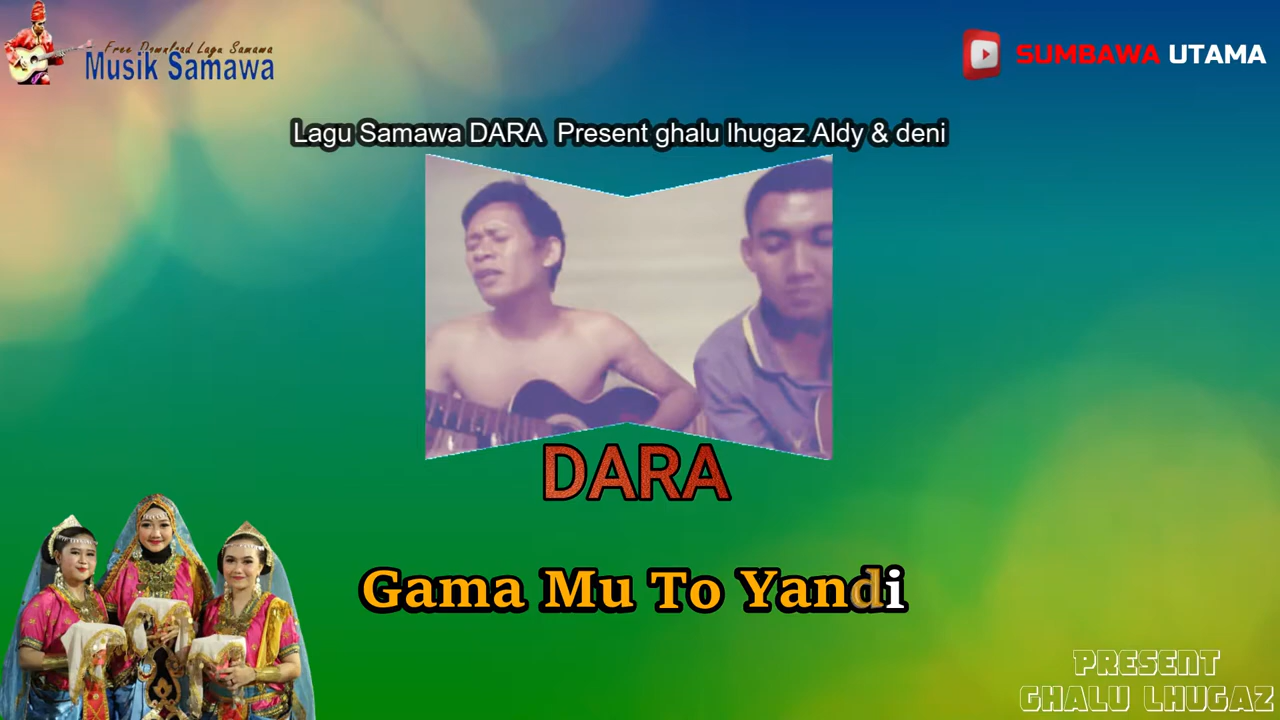 Free Download Lagu Samawa
Musik Samawa
SUMBAWA UTAMA
Lagu Samawa DARA Present ghalu lhugaz Aldy & deni
DARA
Gama Mu To Yandi
PRESENT
GHALU LHUGAZ